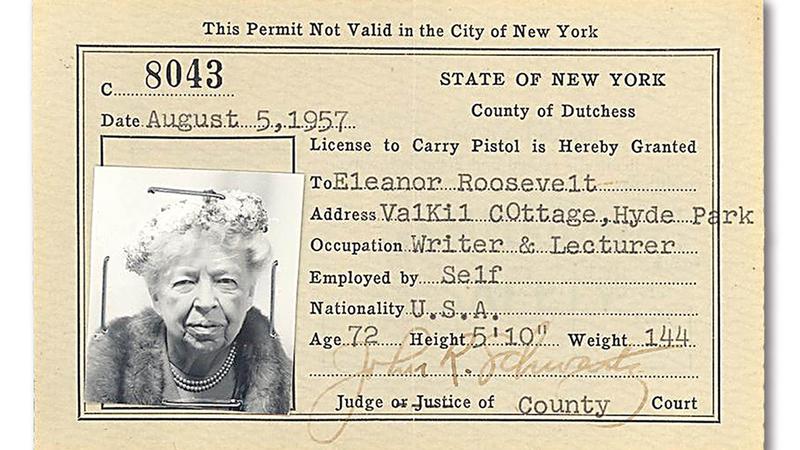 This Permit Not Valid in the City of New York
C 8043
STATE OF NEW YORK
County of Dutchess
Date August 5,1957
License to Carry Pistol is Hereby Granted
To Eleanor Roosevelt
Address ValKil COttage,Hyde Park
Occupation Writer & Lecturer
Employed by Self
Nationality U.S.A.
Age 72 Height 5'10" Weight 144
John R. Schwartz
Judge or Justice of County Court